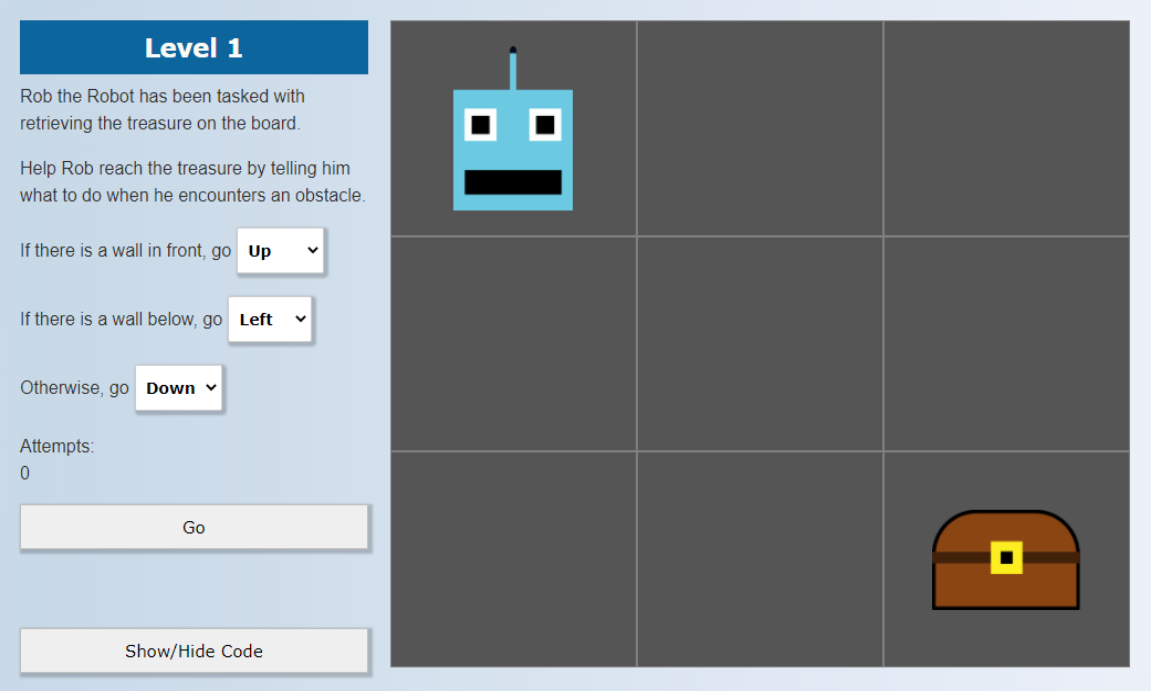 Level 1
Rob the Robot has been tasked with
retrieving the treasure on the board.
Help Rob reach the treasure by telling him
what to do when he encounters an obstacle.
If there is a wall in front, go Up
If there is a wall below, go Left
Otherwise, go Down
Attempts:
0
Go
Show/Hide Code